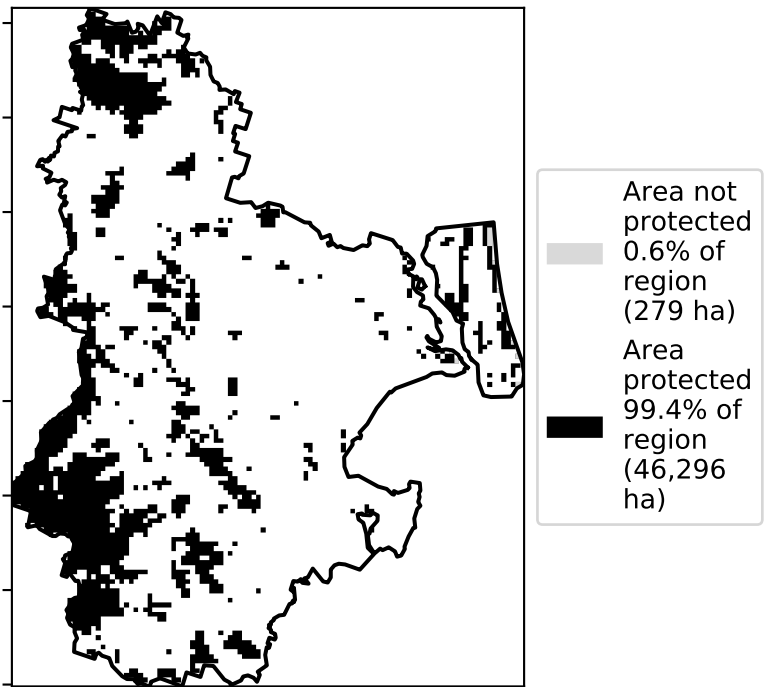 Area not
protected
0.6% of
region
(279 ha)
Area
protected
99.4% of
region
(46,296
ha)